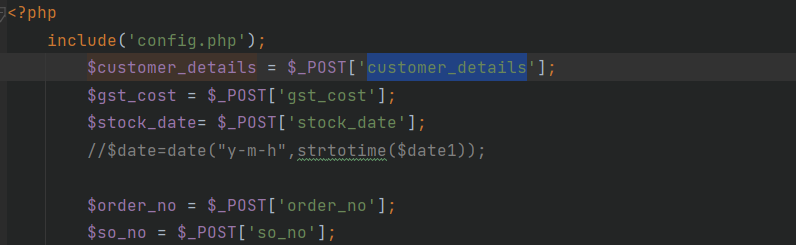 <?php
include('config.php');
$customer_details = $_POST['customer_details'];
$gst_cost = $_POST['gst_cost'];
$stock_date= $_POST['stock_date'];
//$date=date("y-m-h",strtotime($date1));
$order_no = $_POST['order_no'];
$so_no = $_POST['so_no'];